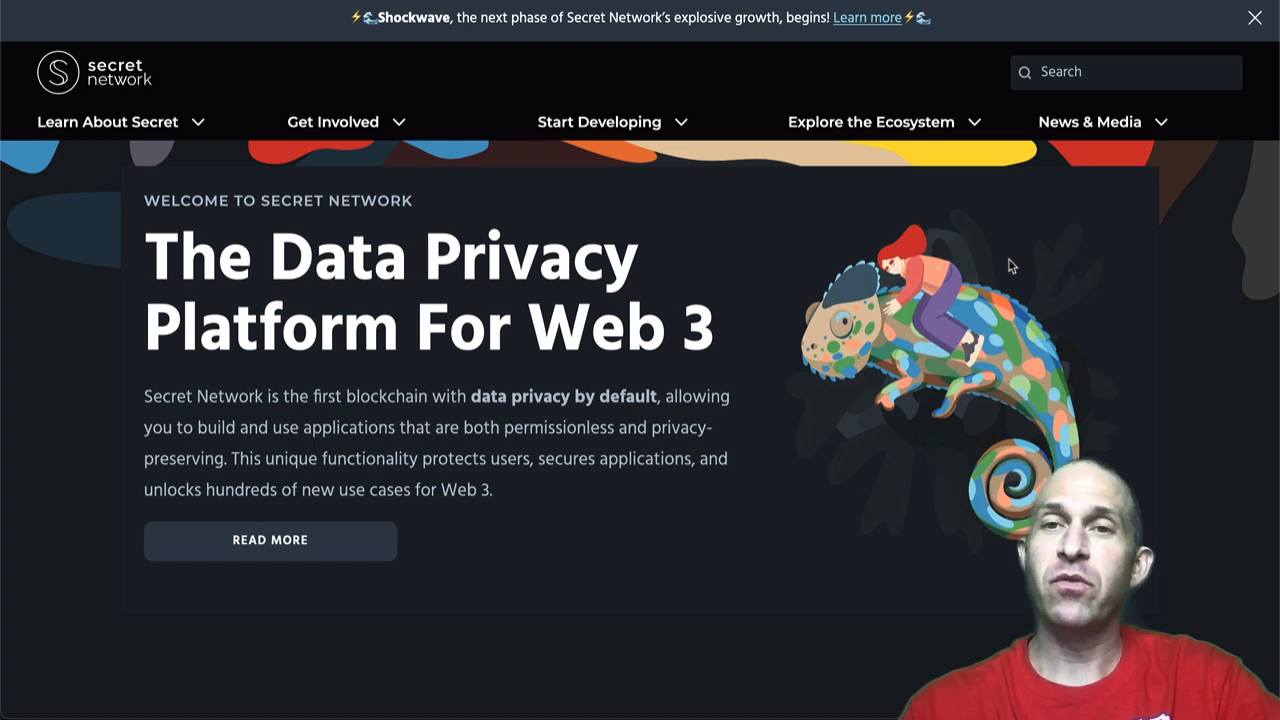 ⚡🌊Shockwave, the next phase of Secret Network’s explosive growth, begins! Learn more⚡🌊
secret
network
Search
Learn About Secret
Get Involved
Start Developing
Explore the Ecosystem
News & Media
WELCOME TO SECRET NETWORK
The Data Privacy
Platform For Web 3
Secret Network is the first blockchain with data privacy by default, allowing
you to build and use applications that are both permissionless and privacy-
preserving. This unique functionality protects users, secures applications, and
unlocks hundreds of new use cases for Web 3.
READ MORE